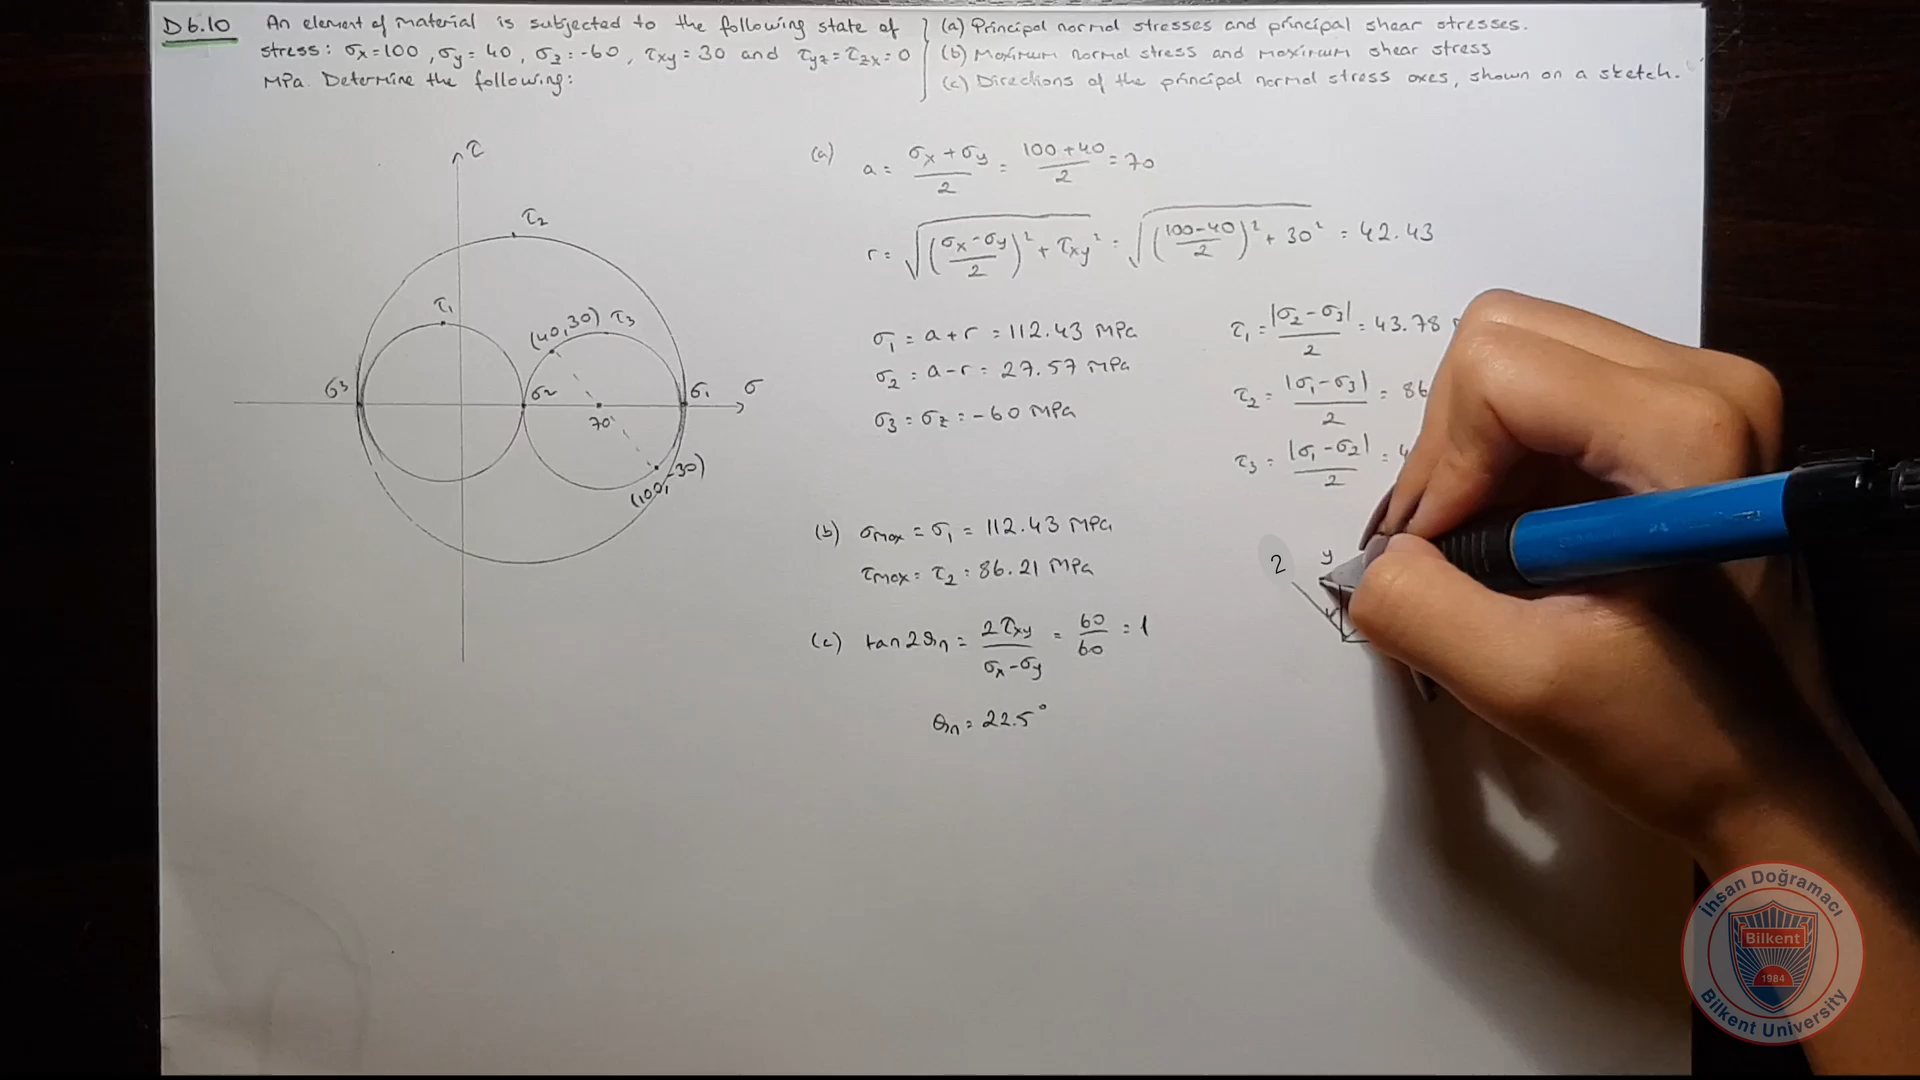 D6.10 An element of material is subjected to the following state of
stress: σx=100, σy=40, σz=-60, τxy=30 and τyz=τzx=0
MPa. Determine the following:
(a) Principal normal stresses and principal shear stresses.
(b) Maximum normal stress and maximum shear stress
(c) Directions of the principal normal stress axes, shown on a sketch.
τ
τ2
τ1
(40,30) τ3
σ3
σ2
σ1
σ
70
(100,-30)
(a) a = (σx+σy)/2 = (100+40)/2 = 70
r = √(((σx-σy)/2)² + τxy²) = √(((100-40)/2)² + 30²) = 42.43
σ1 = a+r = 112.43 MPa
σ2 = a-r = 27.57 MPa
σ3 = σz = -60 MPa
τ1 = |σ2-σ3|/2 = 43.78
τ2 = |σ1-σ3|/2 = 86
τ3 = |σ1-σ2|/2 = 4
(b) σmax = σ1 = 112.43 MPa
τmax = τ2 = 86.21 MPa
(c) tan2θn = 2τxy/(σx-σy) = 60/60 = 1
θn = 22.5°
2
y
İhsan Doğramacı
Bilkent
1984
Bilkent University